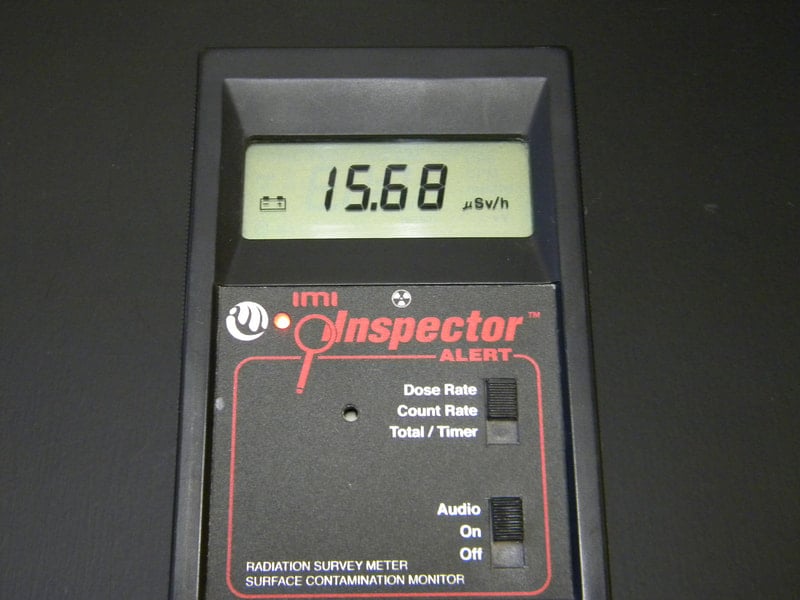 15.68 µSv/h
imi
Inspector™
ALERT
Dose Rate
Count Rate
Total / Timer
Audio
On
Off
RADIATION SURVEY METER
SURFACE CONTAMINATION MONITOR